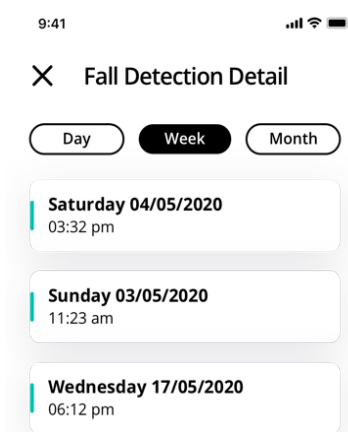 9:41
Fall Detection Detail
Day Week Month
Saturday 04/05/2020
03:32 pm
Sunday 03/05/2020
11:23 am
Wednesday 17/05/2020
06:12 pm